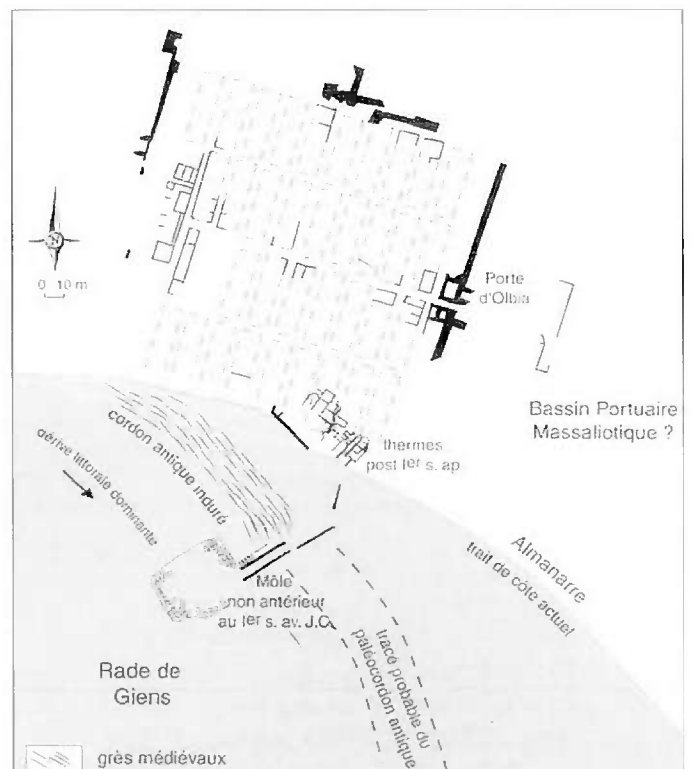 0 10 m
Porte
d'Olbia
Bassin Portuaire
Massaliotique ?
thermes
post Ier s. ap
cordon antique induré
dérive littorale dominante
Almanarre
trait de côte actuel
Môle
non antérieur
au Ier s. av. J.C.
tracé probable du
paléocordon antique
Rade de
Giens
grès médiévaux